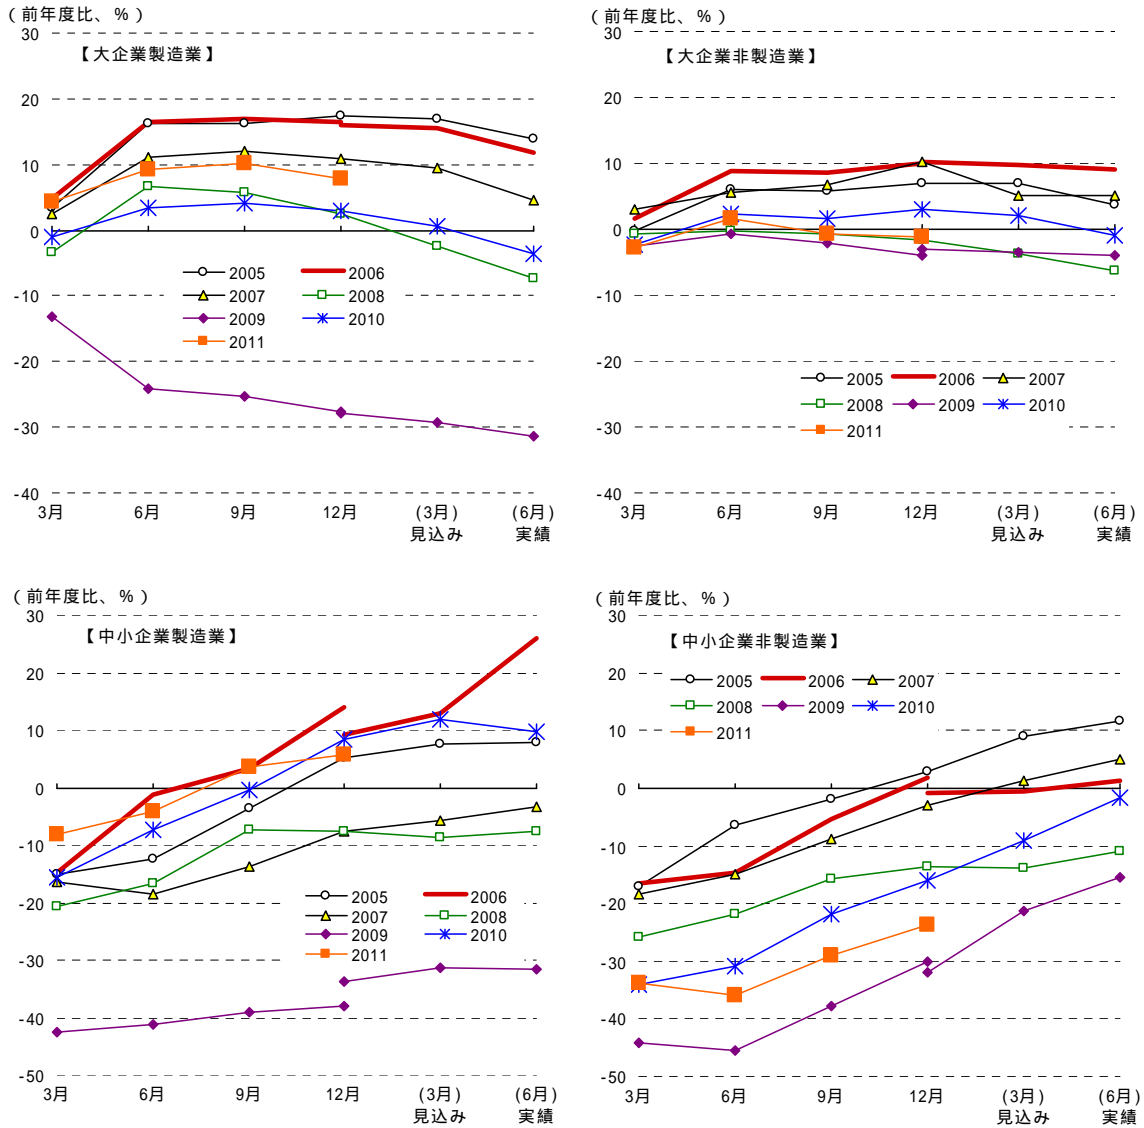 (前年度比、%)
【大企業製造業】
30
20
10
0
-10
-20
-30
-40
2005
2006
2007
2008
2009
2010
2011
3月
6月
9月
12月
(3月)
見込み
(6月)
実績
(前年度比、%)
【大企業非製造業】
30
20
10
0
-10
-20
-30
-40
2005
2006
2007
2008
2009
2010
2011
3月
6月
9月
12月
(3月)
見込み
(6月)
実績
(前年度比、%)
【中小企業製造業】
30
20
10
0
-10
-20
-30
-40
-50
2005
2006
2007
2008
2009
2010
2011
3月
6月
9月
12月
(3月)
見込み
(6月)
実績
(前年度比、%)
【中小企業非製造業】
30
20
10
0
-10
-20
-30
-40
-50
2005
2006
2007
2008
2009
2010
2011
3月
6月
9月
12月
(3月)
見込み
(6月)
実績